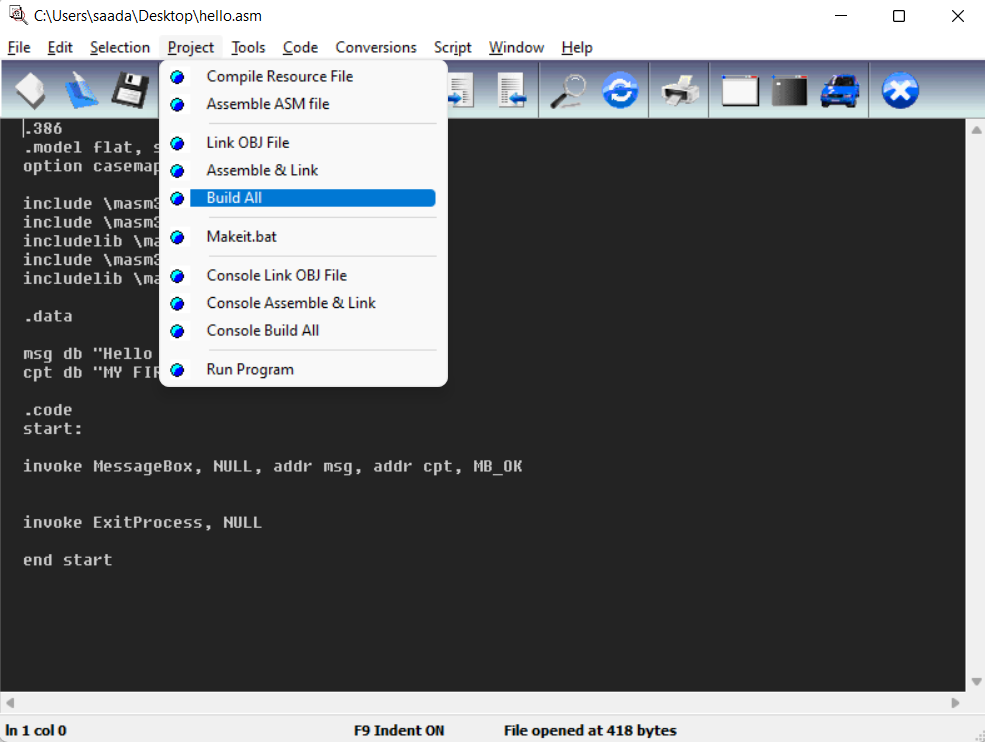 C:\Users\saada\Desktop\hello.asm
File Edit Selection Project Tools Code Conversions Script Window Help
Compile Resource File
Assemble ASM file
Link OBJ File
Assemble & Link
Build All
Makeit.bat
Console Link OBJ File
Console Assemble & Link
Console Build All
Run Program
.386
.model flat, s
option casemap
include \masm3
include \masm3
includelib \ma
include \masm3
includelib \ma
.data
msg db "Hello
cpt db "MY FIR
.code
start:
invoke MessageBox, NULL, addr msg, addr cpt, MB_OK
invoke ExitProcess, NULL
end start
ln 1 col 0 F9 Indent ON File opened at 418 bytes